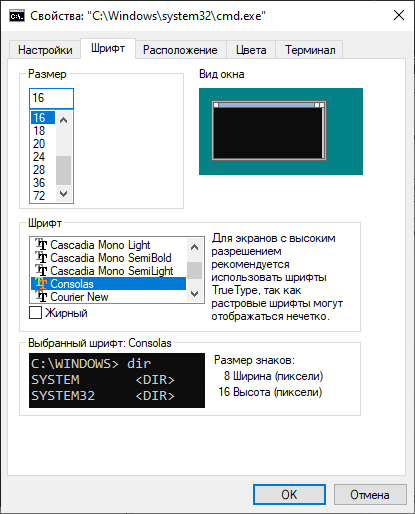 Свойства: "C:\Windows\system32\cmd.exe"
Настройки Шрифт Расположение Цвета Терминал
Размер
16
16
18
20
24
28
36
72
Вид окна
Шрифт
Cascadia Mono Light
Cascadia Mono SemiBold
Cascadia Mono SemiLight
Consolas
Courier New
Жирный
Для экранов с высоким
разрешением
рекомендуется
использовать шрифты
TrueType, так как
растровые шрифты могут
отображаться нечетко.
Выбранный шрифт: Consolas
C:\WINDOWS> dir
SYSTEM <DIR>
SYSTEM32 <DIR>
Размер знаков:
8 Ширина (пиксели)
16 Высота (пиксели)
OK Отмена